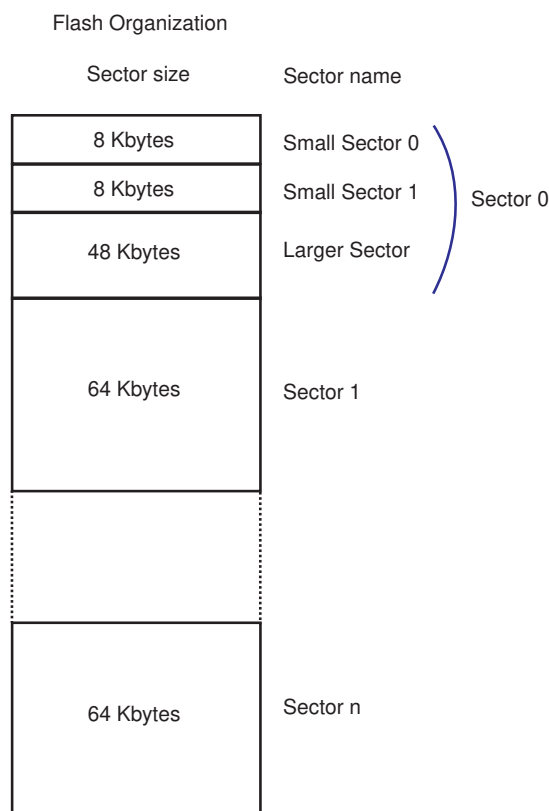 Flash Organization
Sector size Sector name
8 Kbytes Small Sector 0
8 Kbytes Small Sector 1 Sector 0
48 Kbytes Larger Sector
64 Kbytes Sector 1
64 Kbytes Sector n